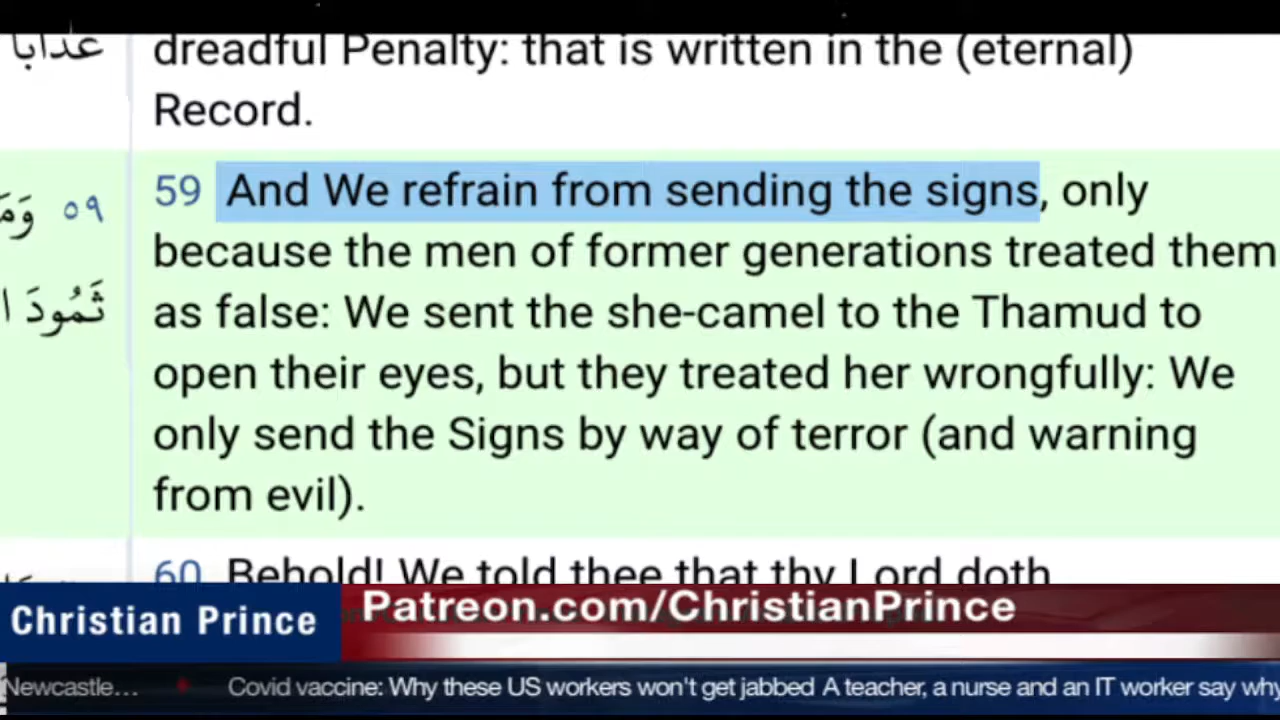 عذابا
dreadful Penalty: that is written in the (eternal)
Record.
59 And We refrain from sending the signs, only
٥٩
because the men of former generations treated them
as false: We sent the she-camel to the Thamud to
ثَمُودَ
open their eyes, but they treated her wrongfully: We
only send the Signs by way of terror (and warning
from evil).
60 Behold! We told thee that thy Lord doth
Christian Prince
Patreon.com/ChristianPrince
Newcastle... Covid vaccine: Why these US workers won't get jabbed A teacher, a nurse and an IT worker say why